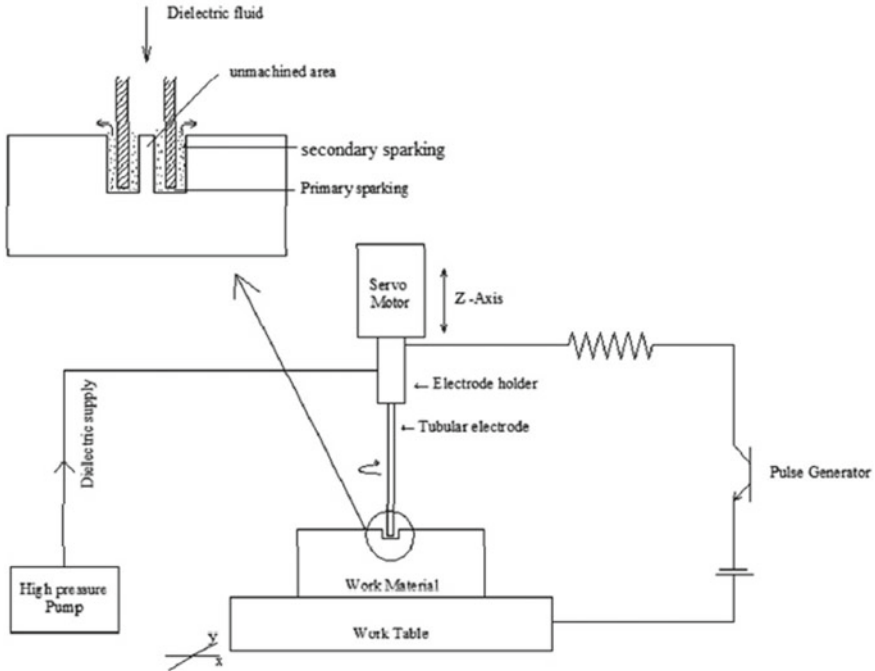 Dielectric fluid
unmachined area
secondary sparking
Primary sparking
Servo
Motor
Z -Axis
← Electrode holder
← Tubular electrode
Dielectric supply
Pulse Generator
High pressure
Pump
Work Material
Work Table
y
x